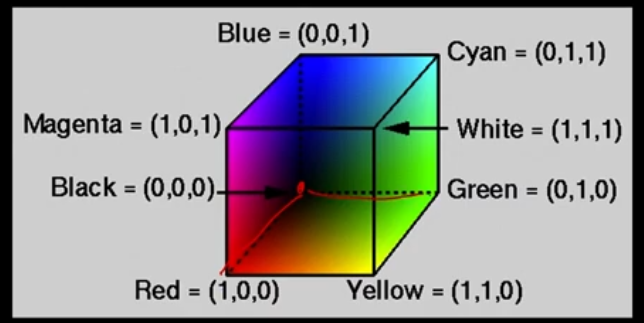 Blue = (0,0,1)
Cyan = (0,1,1)
Magenta = (1,0,1)
White = (1,1,1)
Black = (0,0,0)
Green = (0,1,0)
Red = (1,0,0)
Yellow = (1,1,0)